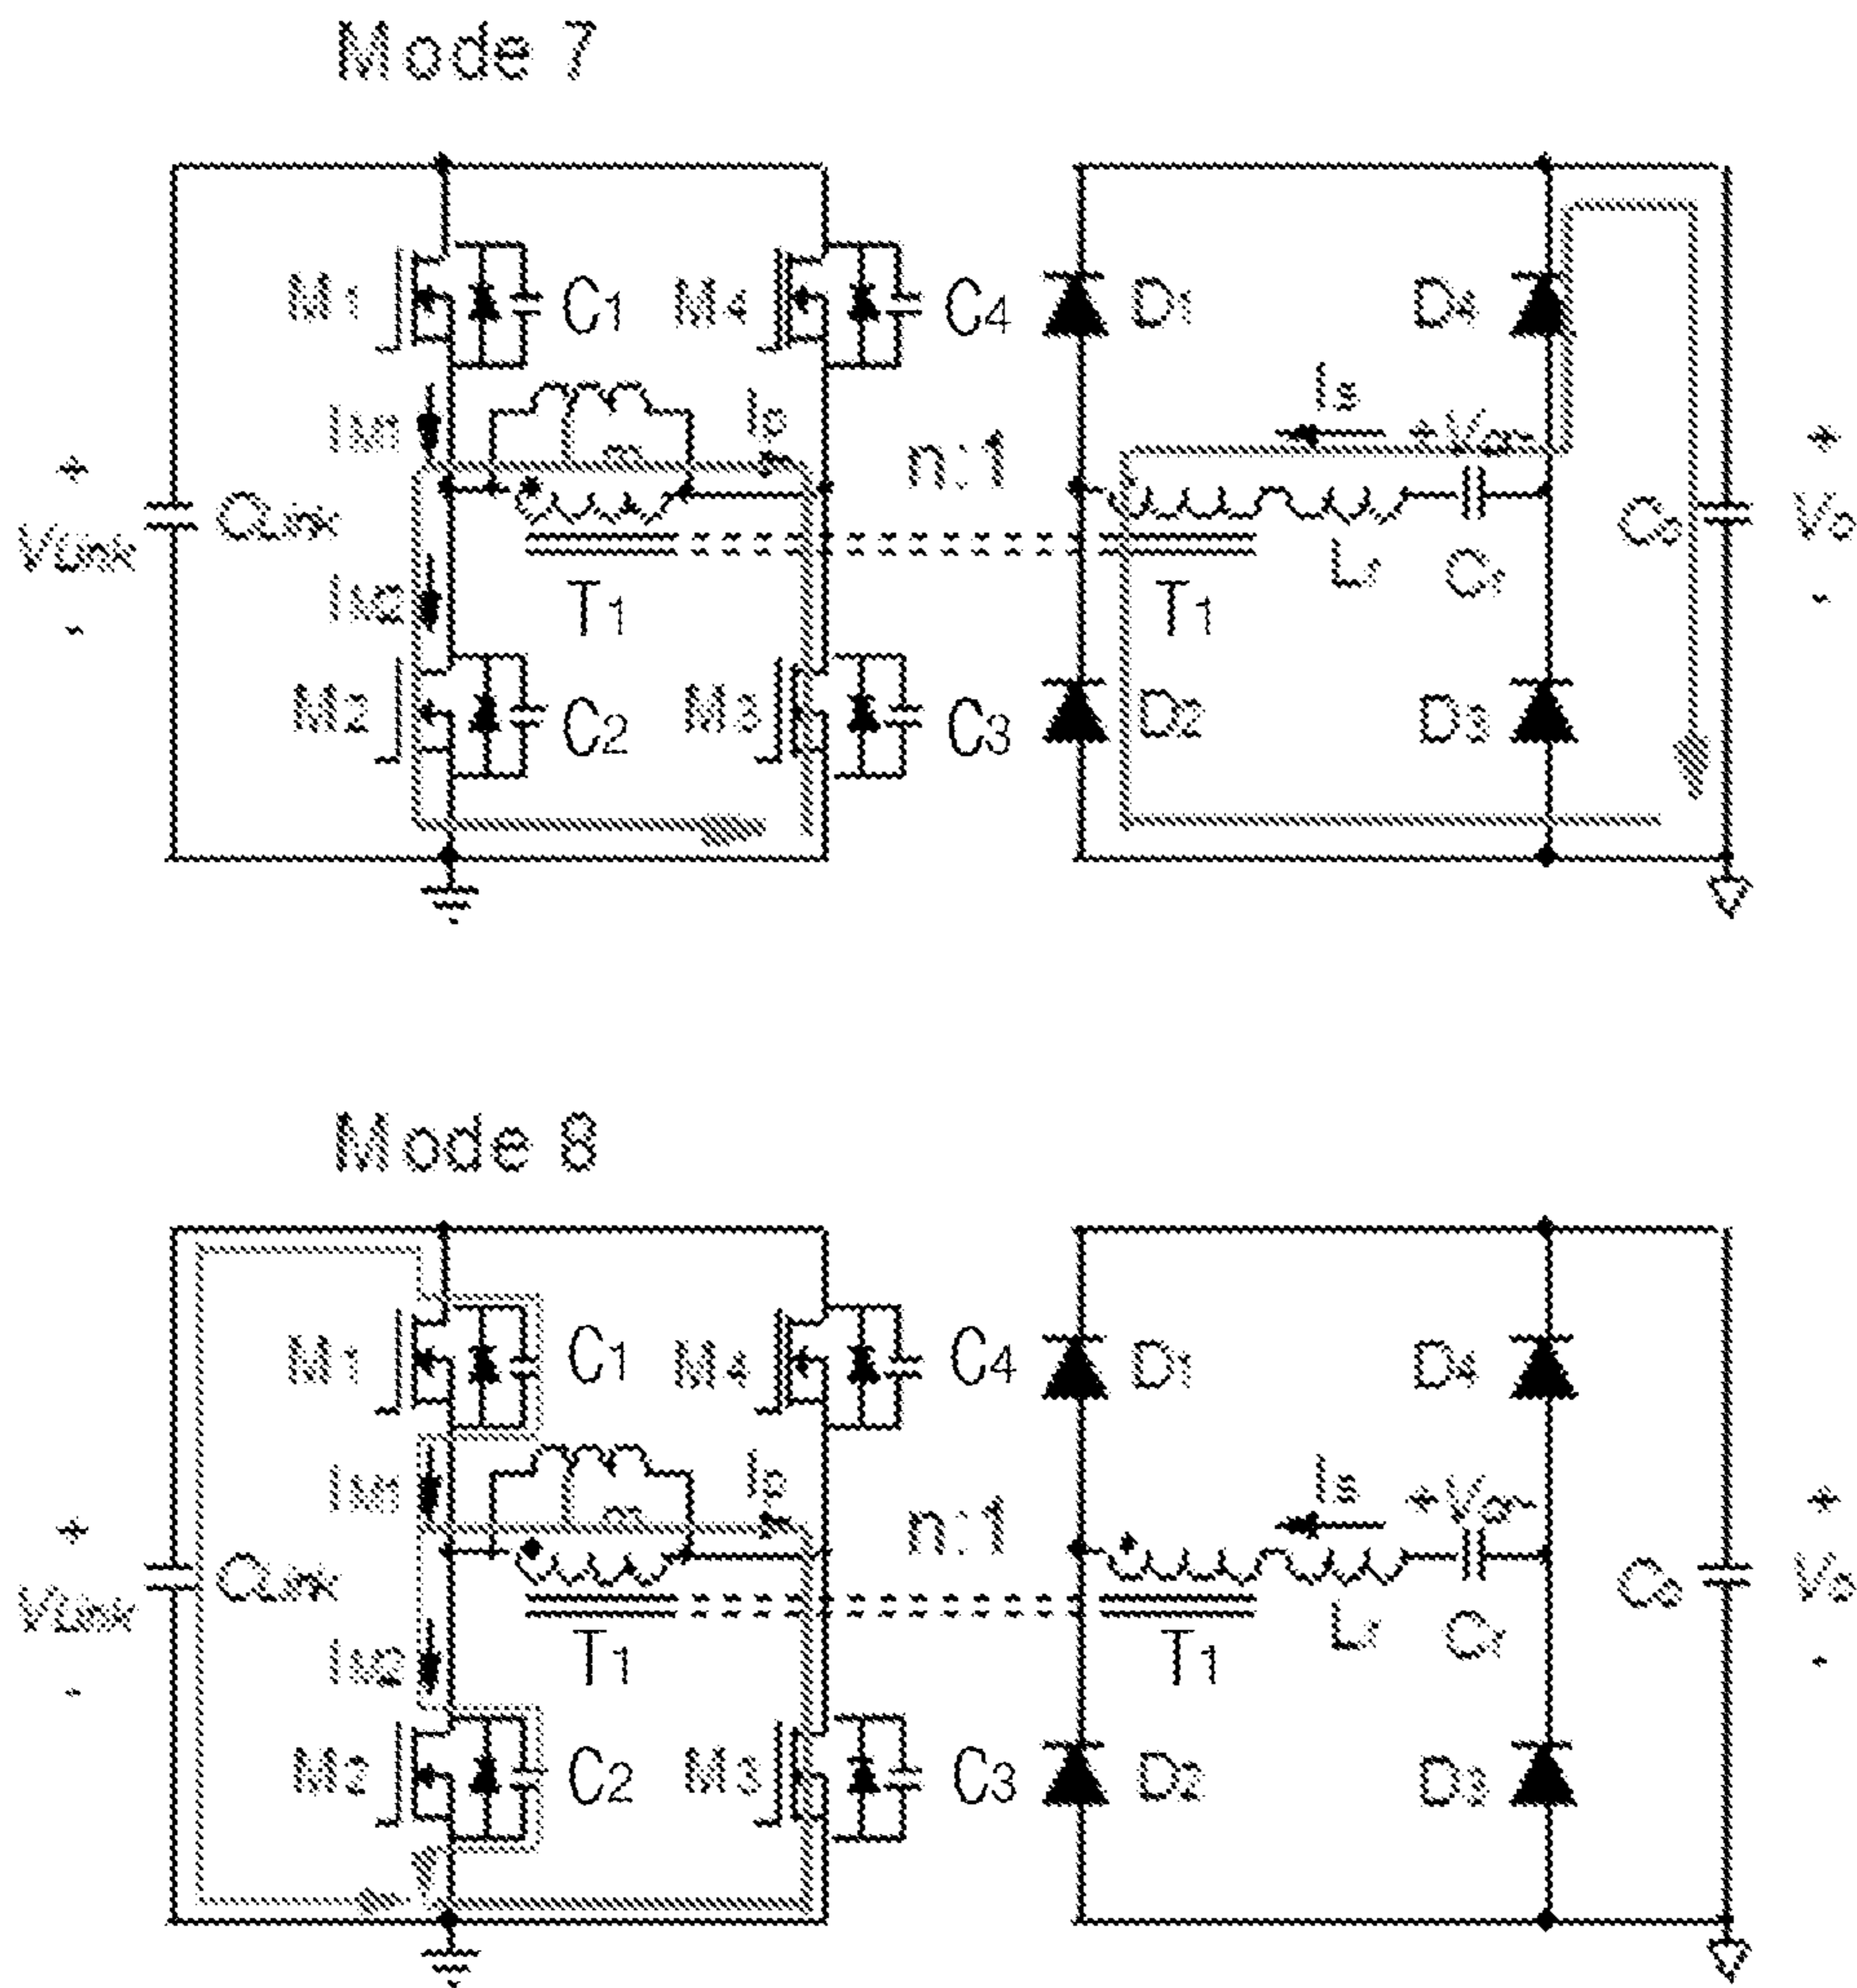 Mode 7
M1 C1 M4 C4 D1 D4
IM1 Lm Ip n:1 Is +Vcr-
+ VLink - CLink Lr Cr Co + Vo -
IM2 T1 T1
M2 C2 M3 C3 D2 D3
Mode 8
M1 C1 M4 C4 D1 D4
IM1 Lm Ip n:1 Is +Vcr-
+ VLink - CLink Lr Cr Co + Vo -
IM2 T1 T1
M2 C2 M3 C3 D2 D3